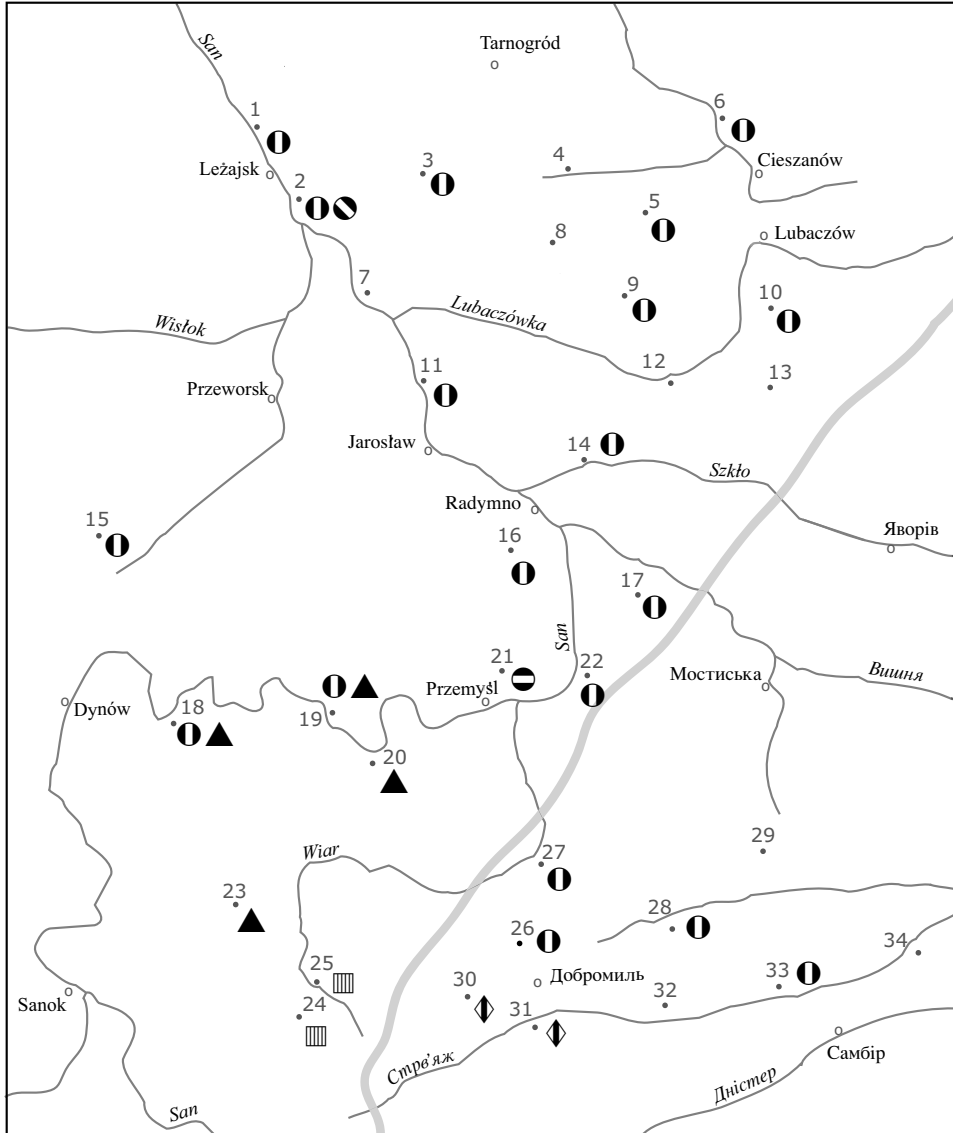 San
Tarnogród
1
6
3
4
Leżajsk
Cieszanów
2
5
8
Lubaczów
7
9
10
Lubaczówka
Wisłok
11
12
13
Przeworsk
Jarosław
14
Szkło
Radymno
15
16
Яворів
17
San
21
22
Przemyśl
Мостиська
Вишня
Dynów
18
19
20
Wiar
27
29
23
28
26
34
25
30
Добромиль
33
Sanok
24
31
32
Самбір
Стрв'яж
Дністер
San